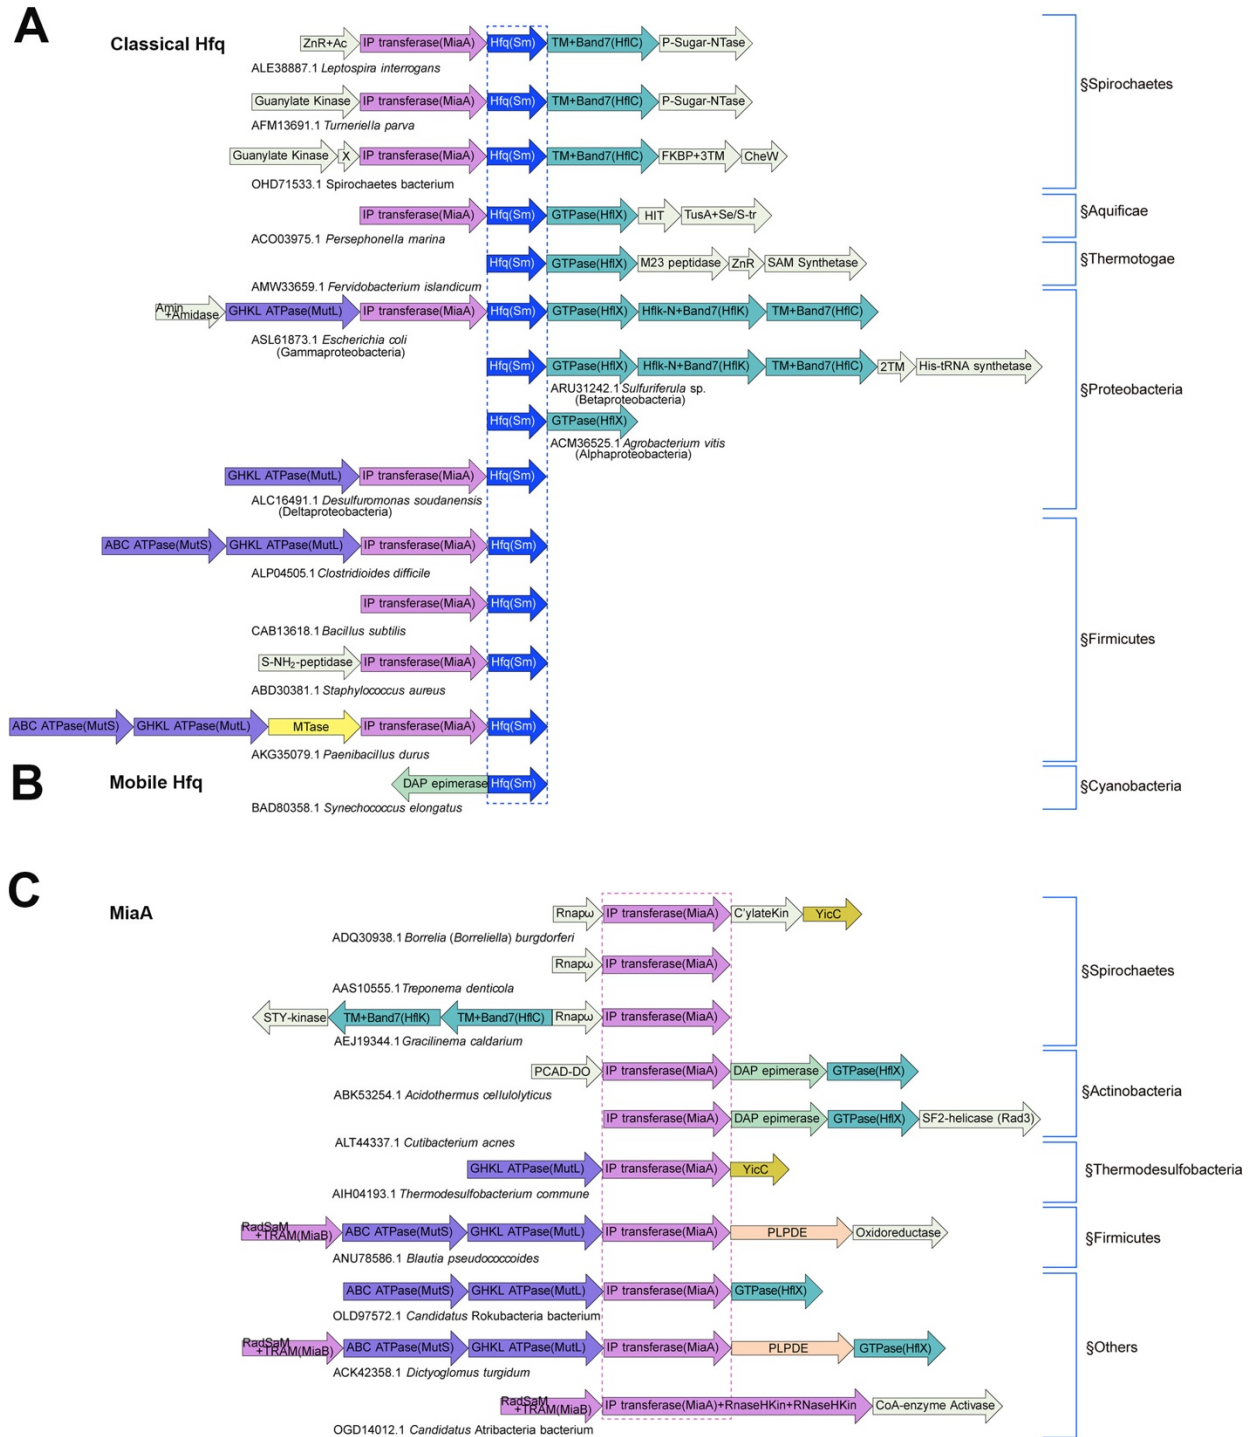 A
Classical Hfq
ZnR+Ac IP transferase(MiaA) Hfq(Sm) TM+Band7(HflC) P-Sugar-NTase
ALE38887.1 Leptospira interrogans
Guanylate Kinase IP transferase(MiaA) Hfq(Sm) TM+Band7(HflC) P-Sugar-NTase
AFM13691.1 Turneriella parva
§Spirochaetes
Guanylate Kinase X IP transferase(MiaA) Hfq(Sm) TM+Band7(HflC) FKBP+3TM CheW
OHD71533.1 Spirochaetes bacterium
IP transferase(MiaA) Hfq(Sm) GTPase(HflX) HIT TusA+Se/S-tr
ACO03975.1 Persephonella marina
§Aquificae
Hfq(Sm) GTPase(HflX) M23 peptidase ZnR SAM Synthetase
AMW33659.1 Fervidobacterium islandicum
§Thermotogae
Amin
+Amidase GHKL ATPase(MutL) IP transferase(MiaA) Hfq(Sm) GTPase(HflX) Hflk-N+Band7(HflK) TM+Band7(HflC)
ASL61873.1 Escherichia coli
(Gammaproteobacteria)
Hfq(Sm) GTPase(HflX) Hflk-N+Band7(HflK) TM+Band7(HflC) 2TM His-tRNA synthetase
ARU31242.1 Sulfuriferula sp.
(Betaproteobacteria)
§Proteobacteria
Hfq(Sm) GTPase(HflX)
ACM36525.1 Agrobacterium vitis
(Alphaproteobacteria)
GHKL ATPase(MutL) IP transferase(MiaA) Hfq(Sm)
ALC16491.1 Desulfuromonas soudanensis
(Deltaproteobacteria)
ABC ATPase(MutS) GHKL ATPase(MutL) IP transferase(MiaA) Hfq(Sm)
ALP04505.1 Clostridioides difficile
IP transferase(MiaA) Hfq(Sm)
CAB13618.1 Bacillus subtilis
§Firmicutes
S-NH₂-peptidase IP transferase(MiaA) Hfq(Sm)
ABD30381.1 Staphylococcus aureus
ABC ATPase(MutS) GHKL ATPase(MutL) MTase IP transferase(MiaA) Hfq(Sm)
AKG35079.1 Paenibacillus durus
B
Mobile Hfq
DAP epimerase Hfq(Sm)
BAD80358.1 Synechococcus elongatus
§Cyanobacteria
C
MiaA
Rnapω IP transferase(MiaA) C'ylateKin YicC
ADQ30938.1 Borrelia (Borreliella) burgdorferi
Rnapω IP transferase(MiaA)
AAS10555.1 Treponema denticola
§Spirochaetes
STY-kinase TM+Band7(HflK) TM+Band7(HflC) Rnapω IP transferase(MiaA)
AEJ19344.1 Gracilinema caldarium
PCAD-DO IP transferase(MiaA) DAP epimerase GTPase(HflX)
ABK53254.1 Acidothermus cellulolyticus
§Actinobacteria
IP transferase(MiaA) DAP epimerase GTPase(HflX) SF2-helicase (Rad3)
ALT44337.1 Cutibacterium acnes
GHKL ATPase(MutL) IP transferase(MiaA) YicC
AIH04193.1 Thermodesulfobacterium commune
§Thermodesulfobacteria
RadSaM
+TRAM(MiaB) ABC ATPase(MutS) GHKL ATPase(MutL) IP transferase(MiaA) PLPDE Oxidoreductase
ANU78586.1 Blautia pseudococcoides
§Firmicutes
ABC ATPase(MutS) GHKL ATPase(MutL) IP transferase(MiaA) GTPase(HflX)
OLD97572.1 Candidatus Rokubacteria bacterium
RadSaM
+TRAM(MiaB) ABC ATPase(MutS) GHKL ATPase(MutL) IP transferase(MiaA) PLPDE GTPase(HflX)
ACK42358.1 Dictyoglomus turgidum
§Others
RadSaM
+TRAM(MiaB) IP transferase(MiaA)+RnaseHKin+RNaseHKin CoA-enzyme Activase
OGD14012.1 Candidatus Atribacteria bacterium